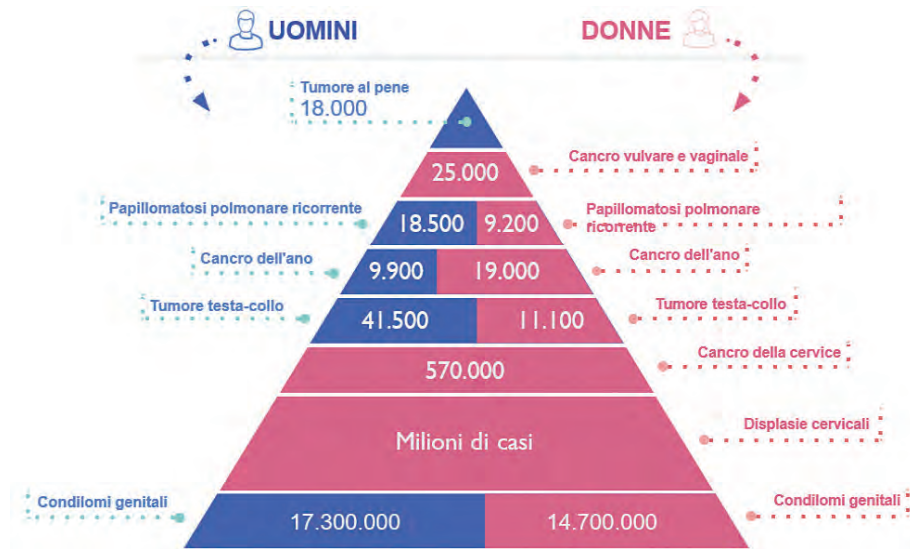 UOMINI
DONNE
Tumore al pene
18.000
Cancro vulvare e vaginale
25.000
Papillomatosi polmonare ricorrente
18.500
9.200
Papillomatosi polmonare
ricorrente
Cancro dell'ano
9.900
19.000
Cancro dell'ano
Tumore testa-collo
41.500
11.100
Tumore testa-collo
570.000
Cancro della cervice
Milioni di casi
Displasie cervicali
Condilomi genitali
17.300.000
14.700.000
Condilomi genitali